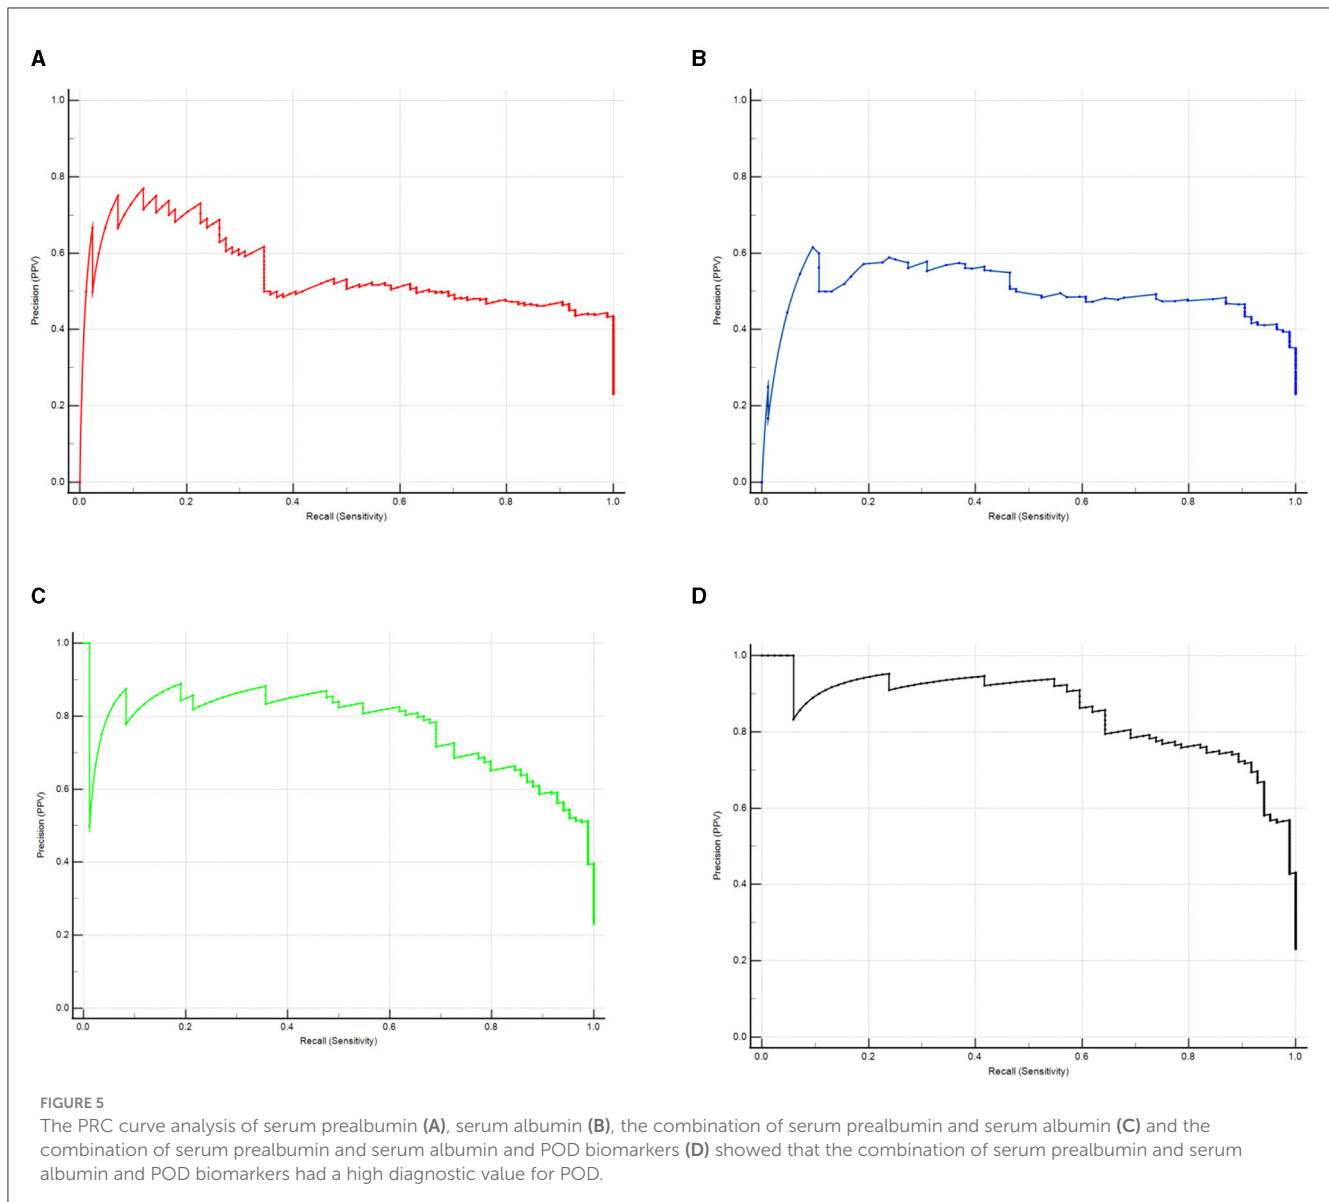 A
1.0
0.8
0.6
0.4
0.2
0.0
Precision (PPV)
0.0 0.2 0.4 0.6 0.8 1.0
Recall (Sensitivity)
B
1.0
0.8
0.6
0.4
0.2
0.0
Precision (PPV)
0.0 0.2 0.4 0.6 0.8 1.0
Recall (Sensitivity)
C
1.0
0.8
0.6
0.4
0.2
0.0
Precision (PPV)
0.0 0.2 0.4 0.6 0.8 1.0
Recall (Sensitivity)
D
1.0
0.8
0.6
0.4
0.2
0.0
Precision (PPV)
0.0 0.2 0.4 0.6 0.8 1.0
Recall (Sensitivity)
FIGURE 5
The PRC curve analysis of serum prealbumin (A), serum albumin (B), the combination of serum prealbumin and serum albumin (C) and the
combination of serum prealbumin and serum albumin and POD biomarkers (D) showed that the combination of serum prealbumin and serum
albumin and POD biomarkers had a high diagnostic value for POD.